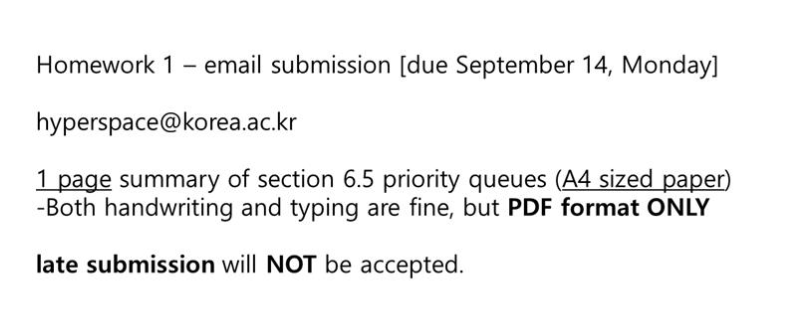 Homework 1 – email submission [due September 14, Monday]
hyperspace@korea.ac.kr
1 page summary of section 6.5 priority queues (A4 sized paper)
-Both handwriting and typing are fine, but PDF format ONLY
late submission will NOT be accepted.